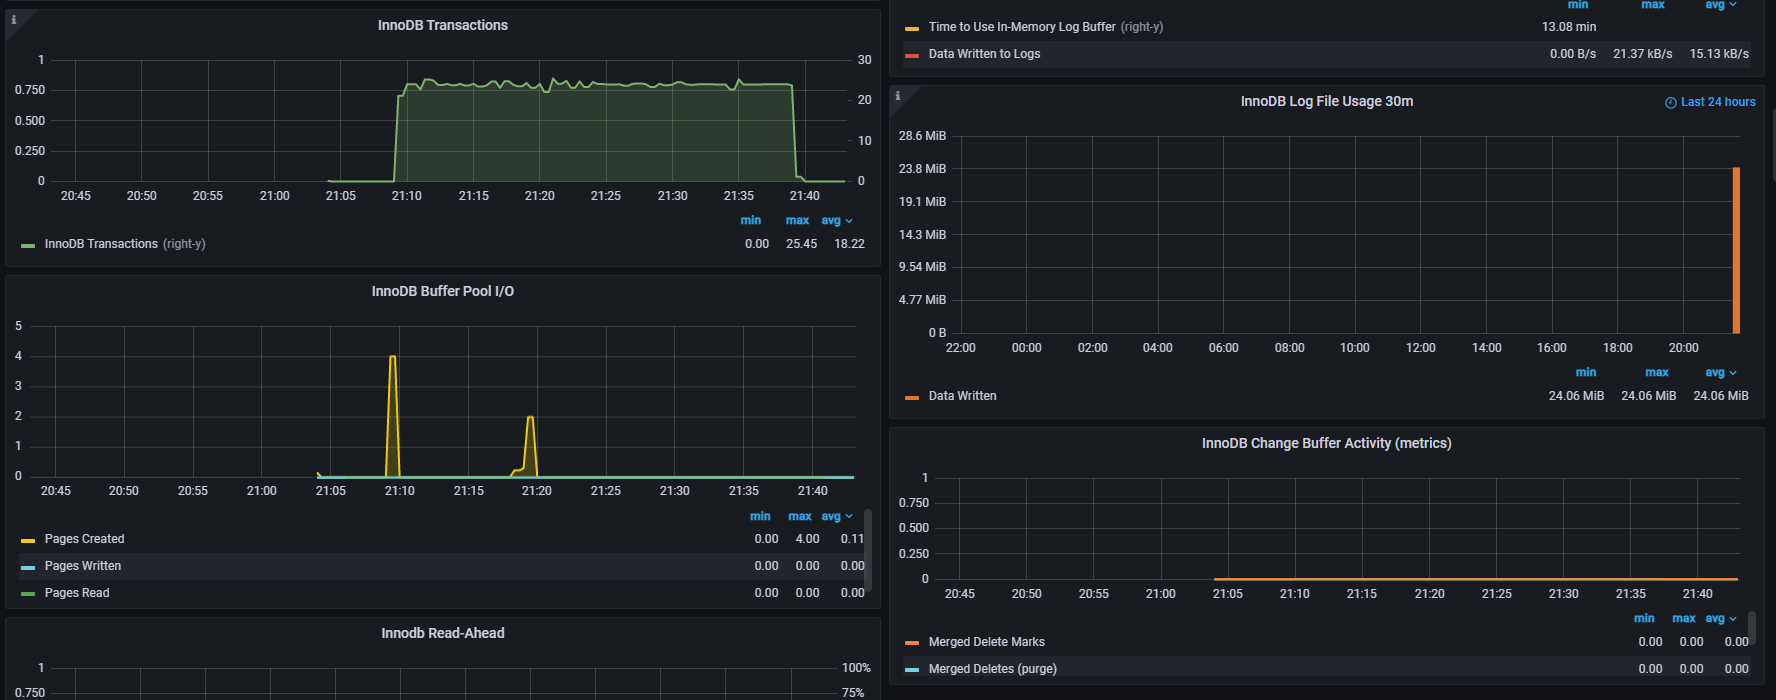 InnoDB Transactions
1
0.750
0.500
0.250
0
30
20
10
0
20:45 20:50 20:55 21:00 21:05 21:10 21:15 21:20 21:25 21:30 21:35 21:40
min max avg
InnoDB Transactions (right-y) 0.00 25.45 18.22
InnoDB Buffer Pool I/O
5
4
3
2
1
0
20:45 20:50 20:55 21:00 21:05 21:10 21:15 21:20 21:25 21:30 21:35 21:40
min max avg
Pages Created 0.00 4.00 0.11
Pages Written 0.00 0.00 0.00
Pages Read 0.00 0.00 0.00
Innodb Read-Ahead
1 100%
0.750 75%
min max avg
Time to Use In-Memory Log Buffer (right-y) 13.08 min
Data Written to Logs 0.00 B/s 21.37 kB/s 15.13 kB/s
InnoDB Log File Usage 30m Last 24 hours
28.6 MiB
23.8 MiB
19.1 MiB
14.3 MiB
9.54 MiB
4.77 MiB
0 B
22:00 00:00 02:00 04:00 06:00 08:00 10:00 12:00 14:00 16:00 18:00 20:00
min max avg
Data Written 24.06 MiB 24.06 MiB 24.06 MiB
InnoDB Change Buffer Activity (metrics)
1
0.750
0.500
0.250
0
20:45 20:50 20:55 21:00 21:05 21:10 21:15 21:20 21:25 21:30 21:35 21:40
min max avg
Merged Delete Marks 0.00 0.00 0.00
Merged Deletes (purge) 0.00 0.00 0.00